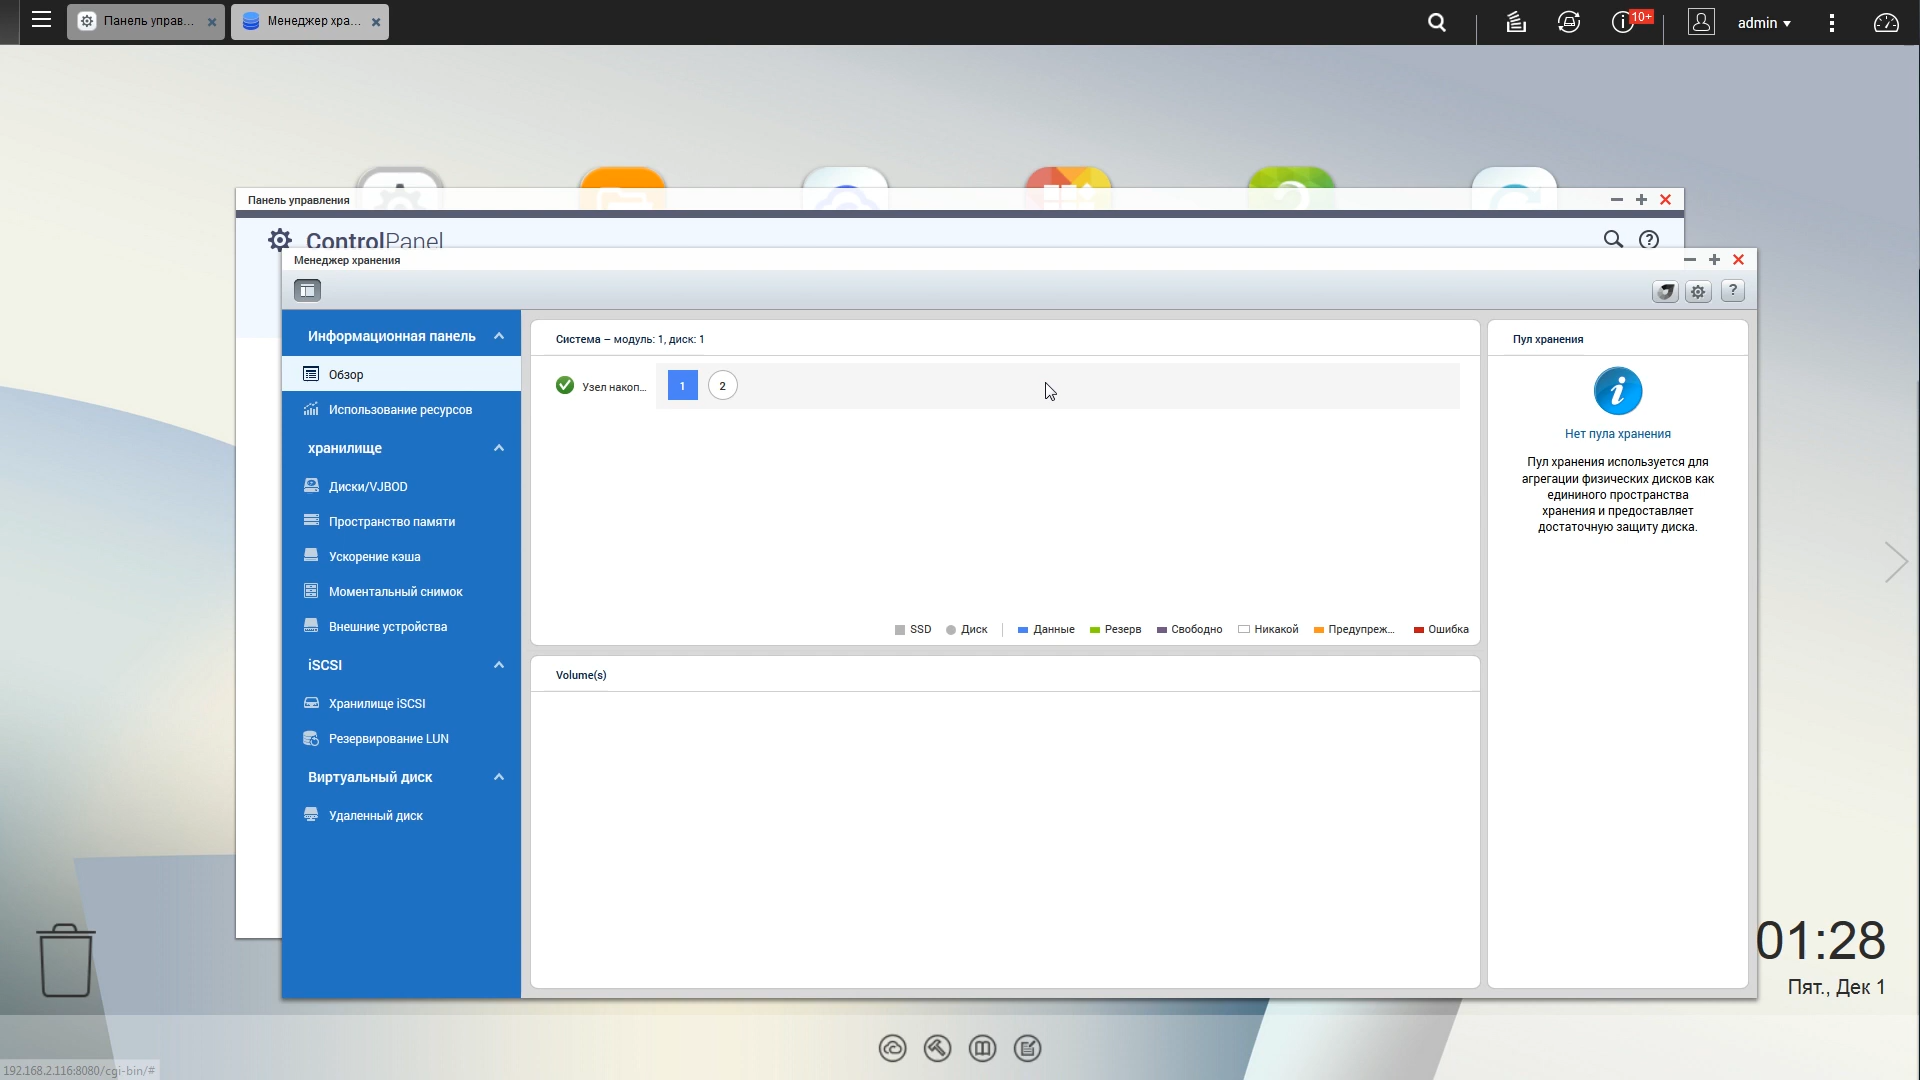 Панель управ...
Менеджер хра...
10+
admin
Панель управления
ControlPanel
Менеджер хранения
?
Информационная панель
Обзор
Использование ресурсов
хранилище
Диски/VJBOD
Пространство памяти
Ускорение кэша
Моментальный снимок
Внешние устройства
iSCSI
Хранилище iSCSI
Резервирование LUN
Виртуальный диск
Удаленный диск
Система – модуль: 1, диск: 1
Узел накоп...
1
2
SSD
Диск
Данные
Резерв
Свободно
Никакой
Предупреж...
Ошибка
Volume(s)
Пул хранения
Нет пула хранения
Пул хранения используется для
агрегации физических дисков как
едининого пространства
хранения и предоставляет
достаточную защиту диска.
01:28
Пят., Дек 1
192.168.2.116:8080/cgi-bin/#